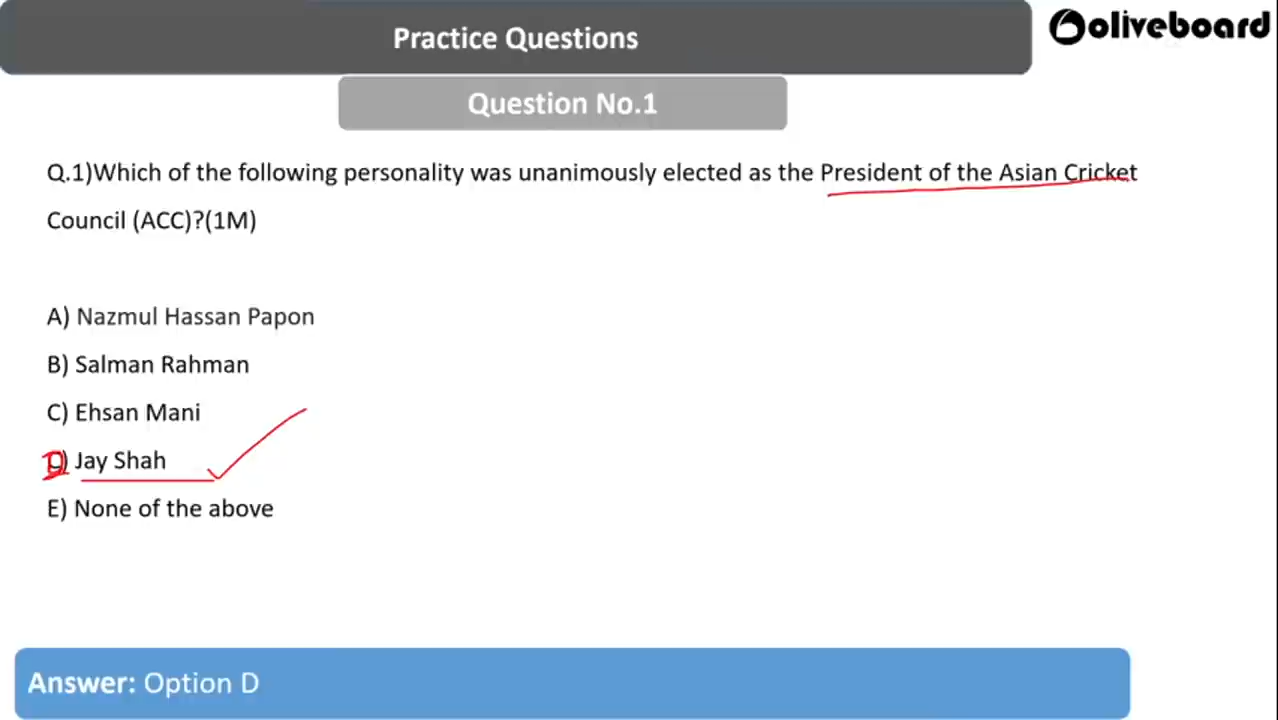 Practice Questions
oliveboard
Question No.1
Q.1)Which of the following personality was unanimously elected as the President of the Asian Cricket
Council (ACC)?(1M)
A) Nazmul Hassan Papon
B) Salman Rahman
C) Ehsan Mani
D) Jay Shah
E) None of the above
Answer: Option D